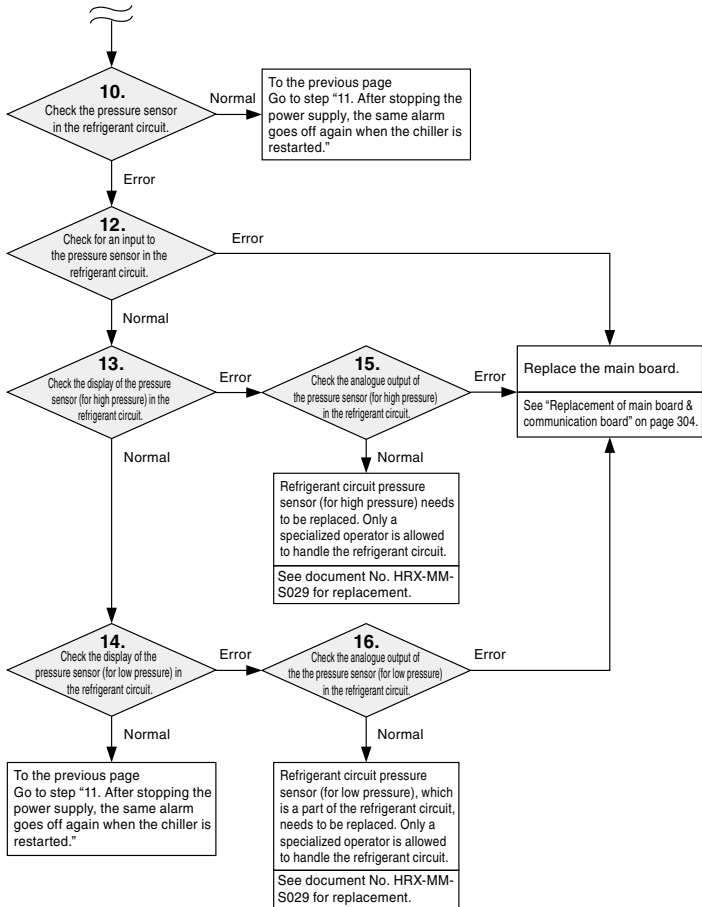 10.
Check the pressure sensor
in the refrigerant circuit.
Normal
To the previous page
Go to step “11. After stopping the
power supply, the same alarm
goes off again when the chiller is
restarted.”
Error
12.
Check for an input to
the pressure sensor in the
refrigerant circuit.
Error
Normal
13.
Check the display of the pressure
sensor (for high pressure) in the
refrigerant circuit.
Error
15.
Check the analogue output of
the pressure sensor (for high pressure)
in the refrigerant circuit.
Error
Replace the main board.
See “Replacement of main board &
communication board” on page 304.
Normal
Normal
Refrigerant circuit pressure
sensor (for high pressure) needs
to be replaced. Only a
specialized operator is allowed
to handle the refrigerant circuit.
See document No. HRX-MM-
S029 for replacement.
14.
Check the display of the
pressure sensor (for low pressure) in
the refrigerant circuit.
Error
16.
Check the analogue output of
the the pressure sensor (for low pressure)
in the refrigerant circuit.
Error
Normal
Normal
To the previous page
Go to step “11. After stopping the
power supply, the same alarm
goes off again when the chiller is
restarted.”
Refrigerant circuit pressure
sensor (for low pressure), which
is a part of the refrigerant circuit,
needs to be replaced. Only a
specialized operator is allowed
to handle the refrigerant circuit.
See document No. HRX-MM-
S029 for replacement.